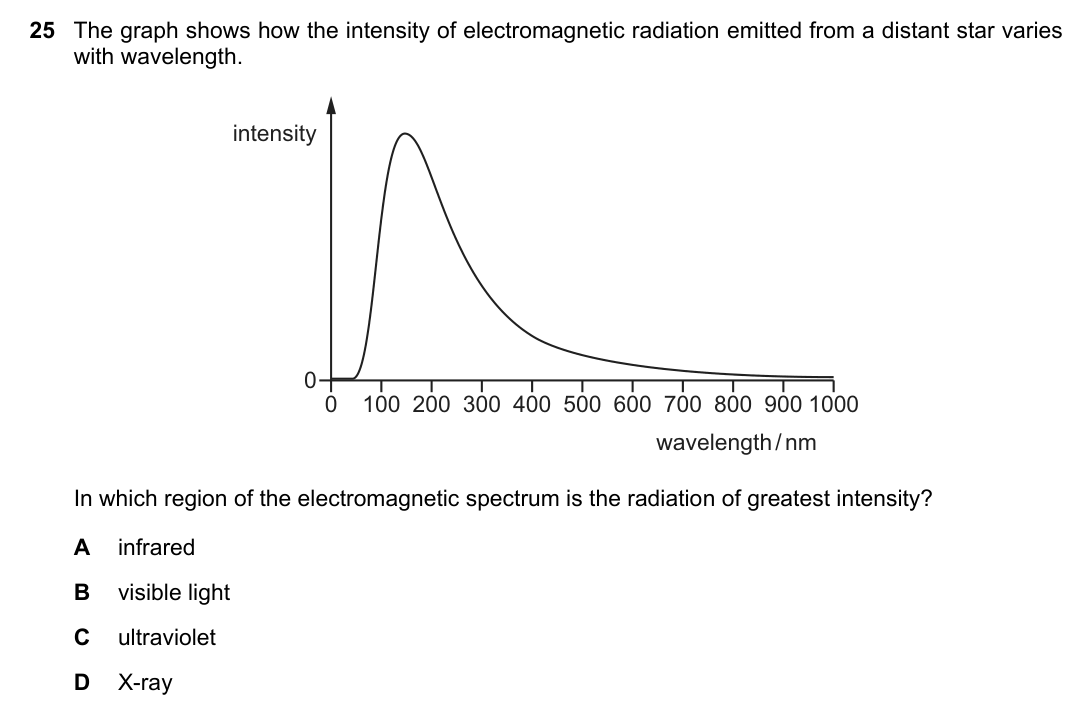 25 The graph shows how the intensity of electromagnetic radiation emitted from a distant star varies
with wavelength.
intensity
0
0 100 200 300 400 500 600 700 800 900 1000
wavelength / nm
In which region of the electromagnetic spectrum is the radiation of greatest intensity?
A infrared
B visible light
C ultraviolet
D X-ray